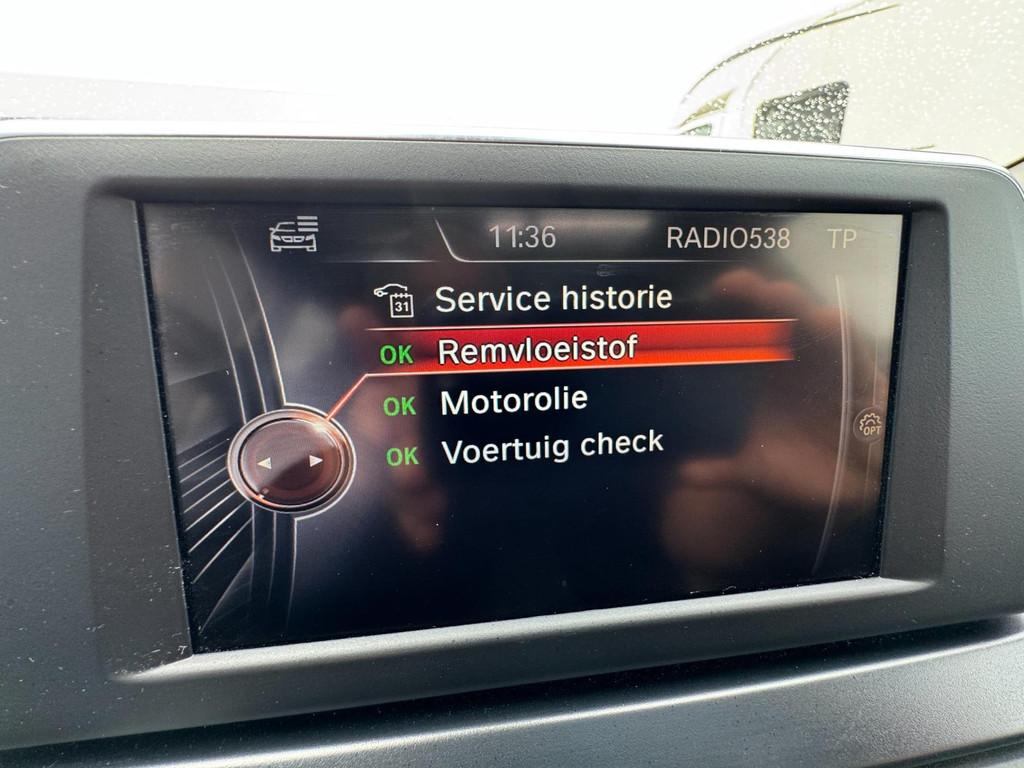 11:36 RADIO538 TP
31 Service historie
OK Remvloeistof
OK Motorolie
OK Voertuig check
OPT